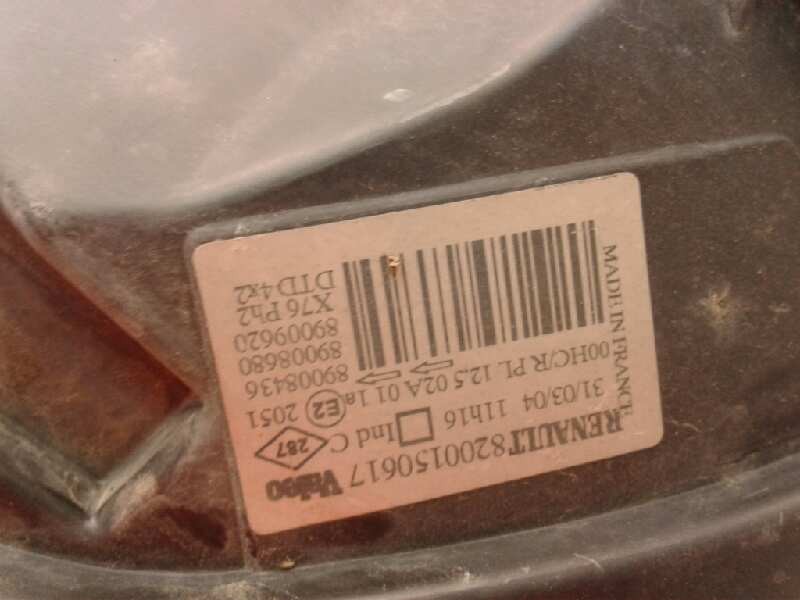 Valeo
RENAULT 8200150617
287 Ind C
31/03/04 11h16
E2 2051
00HC/R PL 12.5 02A 01 1a
MADE IN FRANCE
89008436
89008680
89009620
X76 Ph2
DTD 4x2